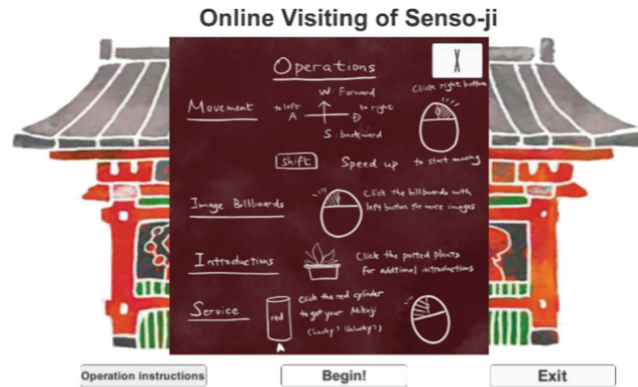 Online Visiting of Senso-ji
Operations
W: Forward
Click right button
Movement
to left
to right
A
D
S: backward
to start moving
Shift
Speed up
Image Billboards
Click the billboards with
left button for more images
Introductions
Click the potted plants
for addtional introductions
Service
red
Click the red cylinder
to get your Mikuji
(Lucky? Unlucky?)
Operation instructions
Begin!
Exit